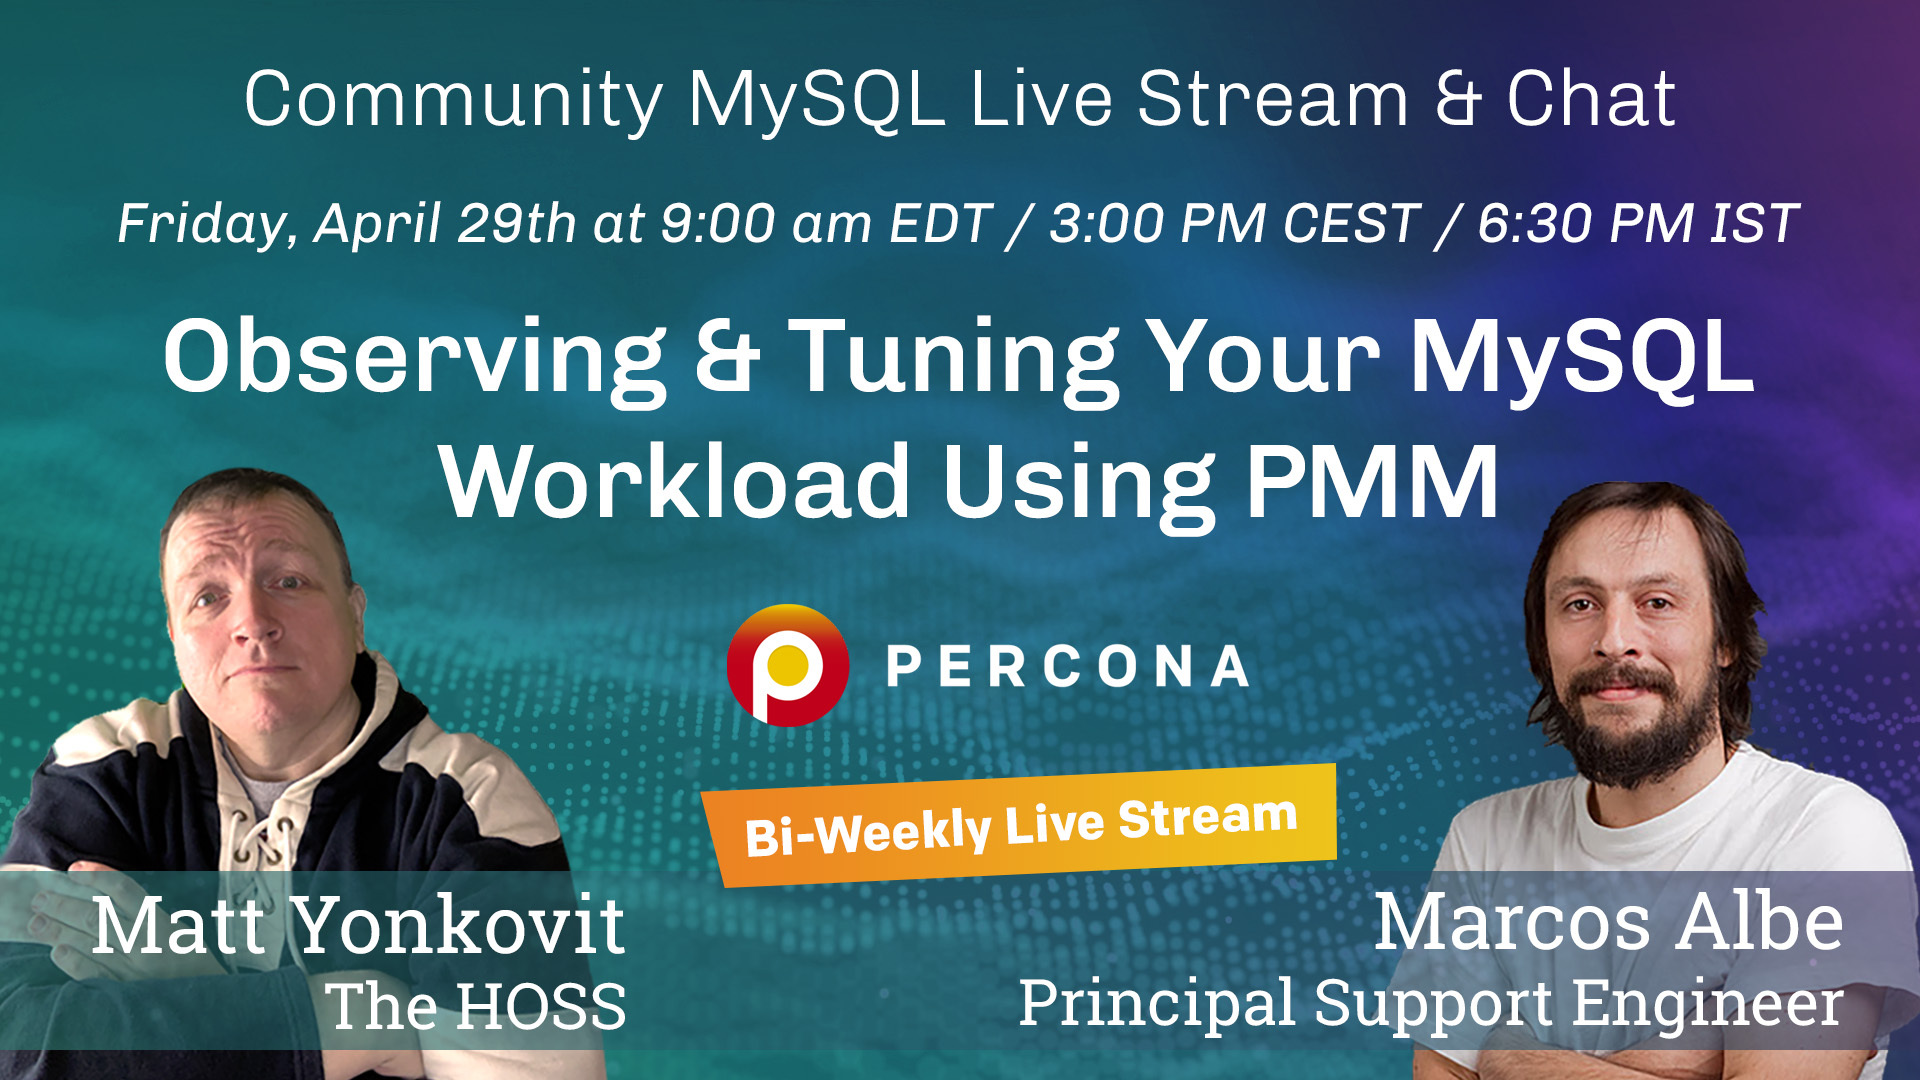 Community MySQL Live Stream & Chat
Friday, April 29th at 9:00 am EDT / 3:00 PM CEST / 6:30 PM IST
Observing & Tuning Your MySQL
Workload Using PMM
PERCONA
Bi-Weekly Live Stream
Matt Yonkovit
The HOSS
Marcos Albe
Principal Support Engineer